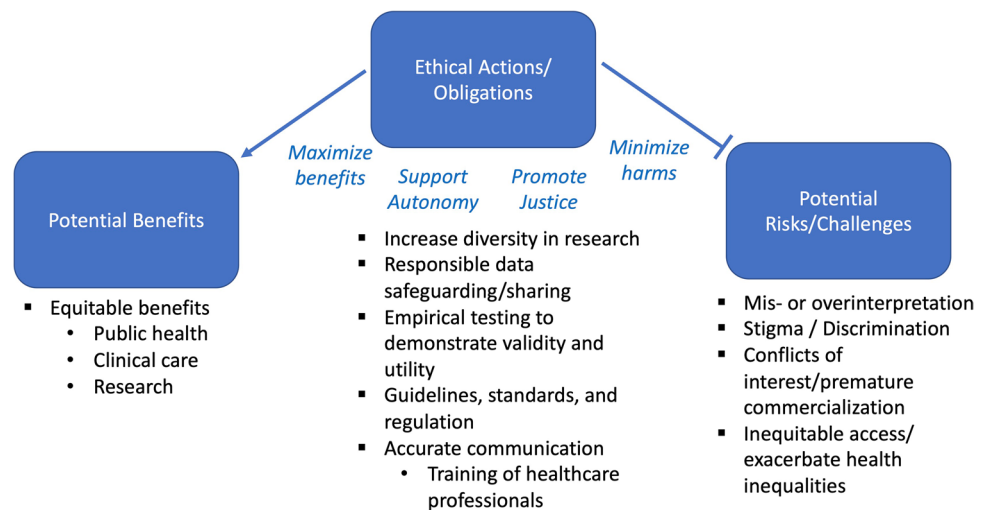 Ethical Actions/
Obligations
Maximize
benefits
Support
Autonomy
Promote
Justice
Minimize
harms
Potential Benefits
▪ Equitable benefits
• Public health
• Clinical care
• Research
▪ Increase diversity in research
▪ Responsible data
safeguarding/sharing
▪ Empirical testing to
demonstrate validity and
utility
▪ Guidelines, standards, and
regulation
▪ Accurate communication
• Training of healthcare
professionals
Potential
Risks/Challenges
▪ Mis- or overinterpretation
▪ Stigma / Discrimination
▪ Conflicts of
interest/premature
commercialization
▪ Inequitable access/
exacerbate health
inequalities